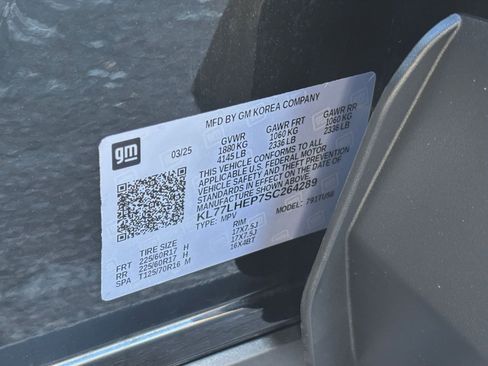 MFD BY GM KOREA COMPANY
gm
03/25
GVWR GAWR FRT GAWR RR
1880 KG 1060 KG 1060 KG
4145 LB 2336 LB 2336 LB
THIS VEHICLE CONFORMS TO ALL
APPLICABLE U.S. FEDERAL MOTOR
VEHICLE SAFETY AND THEFT
PREVENTION STANDARDS IN
EFFECT ON THE DATE OF
MANUFACTURE SHOWN ABOVE.
KL77LHEP7SC264289
TYPE: MPV MODEL:
TIRE SIZE RIM
FRT 225/60R17 H 17X7.5J
RR 225/60R17 H 17X7.5J
SPA T125/70R16 M 16X4BT